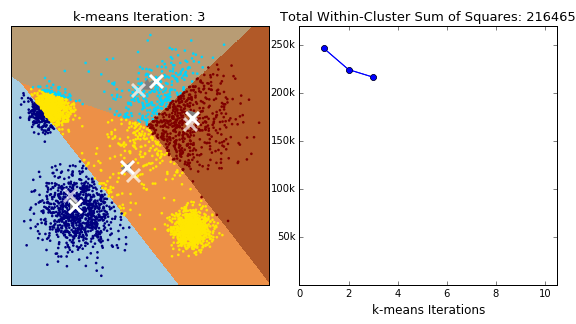 k-means Iteration: 3
Total Within-Cluster Sum of Squares: 216465
250k
200k
150k
100k
50k
0 2 4 6 8 10
k-means Iterations